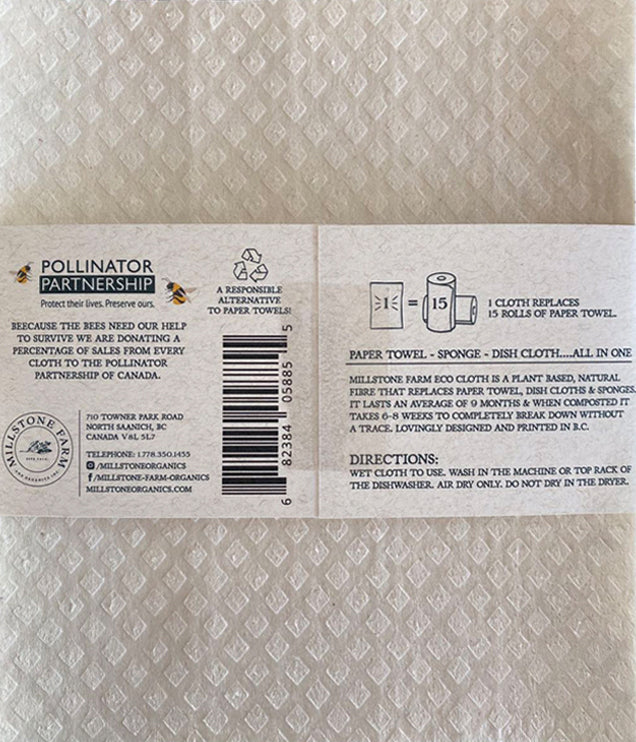 POLLINATOR
PARTNERSHIP
Protect their lives. Preserve ours.
BEECAUSE THE BEES NEED OUR HELP
TO SURVIVE WE ARE DONATING A
PERCENTAGE OF SALES FROM EVERY
CLOTH TO THE POLLINATOR
PARTNERSHIP OF CANADA.
MILLSTONE FARM
710 TOWNER PARK ROAD
NORTH SAANICH, BC
CANADA V8L 5L7
TELEPHONE: 1.778.350.1455
/MILLSTONEORGANICS
f/MILLSTONE-FARM-ORGANICS
MILLSTONEORGANICS.COM
A RESPONSIBLE
ALTERNATIVE
TO PAPER TOWELS!
6 82384 05885 5
1 = 15
1 CLOTH REPLACES
15 ROLLS OF PAPER TOWEL.
PAPER TOWEL - SPONGE - DISH CLOTH....ALL IN ONE
MILLSTONE FARM ECO CLOTH IS A PLANT BASED, NATURAL
FIBRE THAT REPLACES PAPER TOWEL, DISH CLOTHS & SPONGES.
IT LASTS AN AVERAGE OF 9 MONTHS & WHEN COMPOSTED IT
TAKES 6-8 WEEKS TO COMPLETELY BREAK DOWN WITHOUT
A TRACE. LOVINGLY DESIGNED AND PRINTED IN B.C.
DIRECTIONS:
WET CLOTH TO USE. WASH IN THE MACHINE OR TOP RACK OF
THE DISHWASHER. AIR DRY ONLY. DO NOT DRY IN THE DRYER.